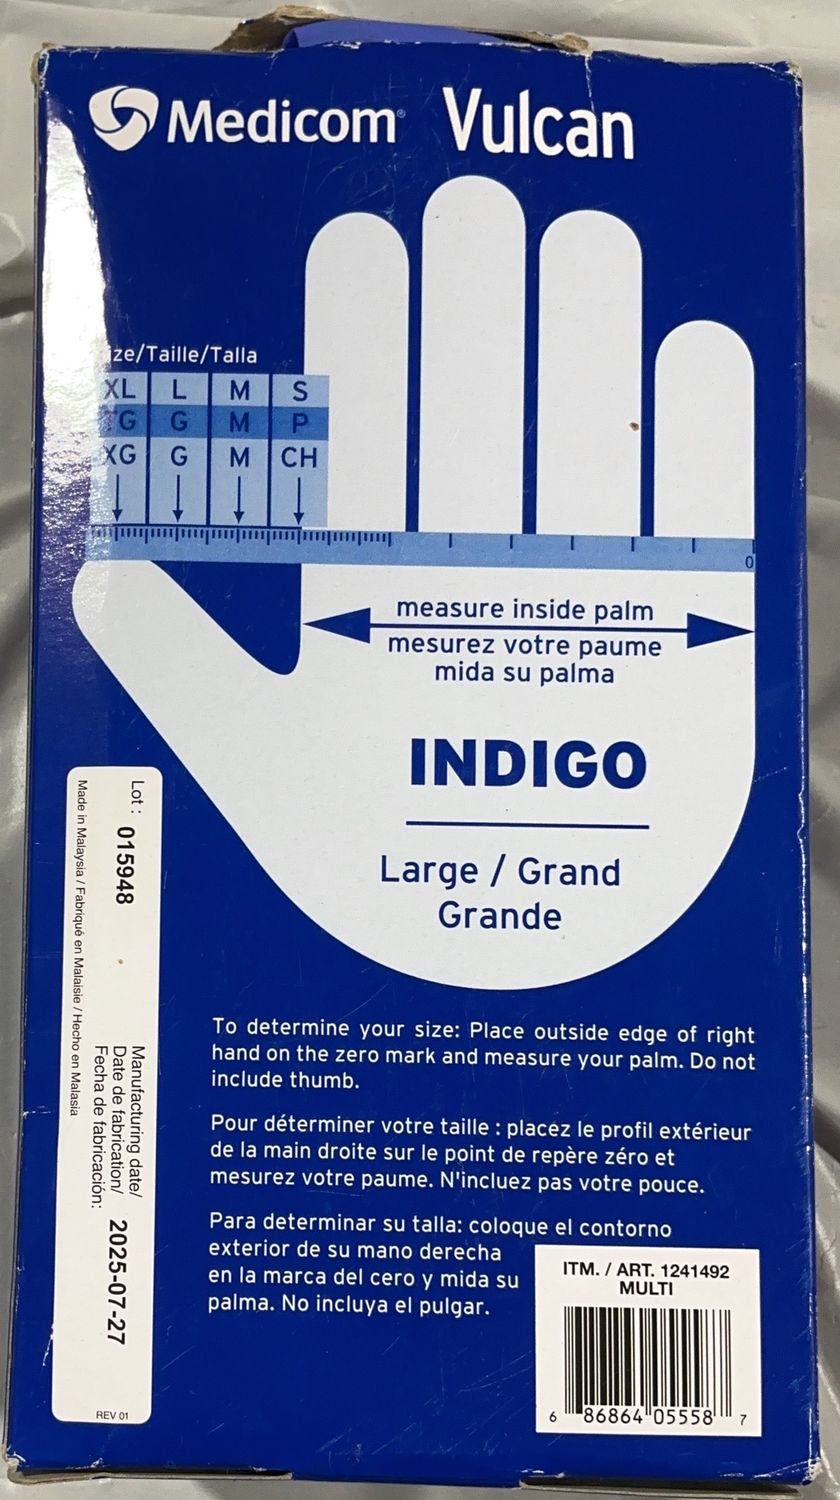 Medicom® Vulcan
ize/Taille/Talla
XL L M S
TG G M P
XG G M CH
0
measure inside palm
mesurez votre paume
mida su palma
INDIGO
Large / Grand
Grande
To determine your size: Place outside edge of right
hand on the zero mark and measure your palm. Do not
include thumb.
Pour déterminer votre taille : placez le profil extérieur
de la main droite sur le point de repère zéro et
mesurez votre paume. N'incluez pas votre pouce.
Para determinar su talla: coloque el contorno
exterior de su mano derecha
en la marca del cero y mida su
palma. No incluya el pulgar.
Lot : 015948
Manufacturing date/
Date de fabrication/
Fecha de fabricación: 2025-07-27
Made in Malaysia / Fabriqué en Malaisie / Hecho en Malasia
REV 01
ITM. / ART. 1241492
MULTI
6 86864 05558 7